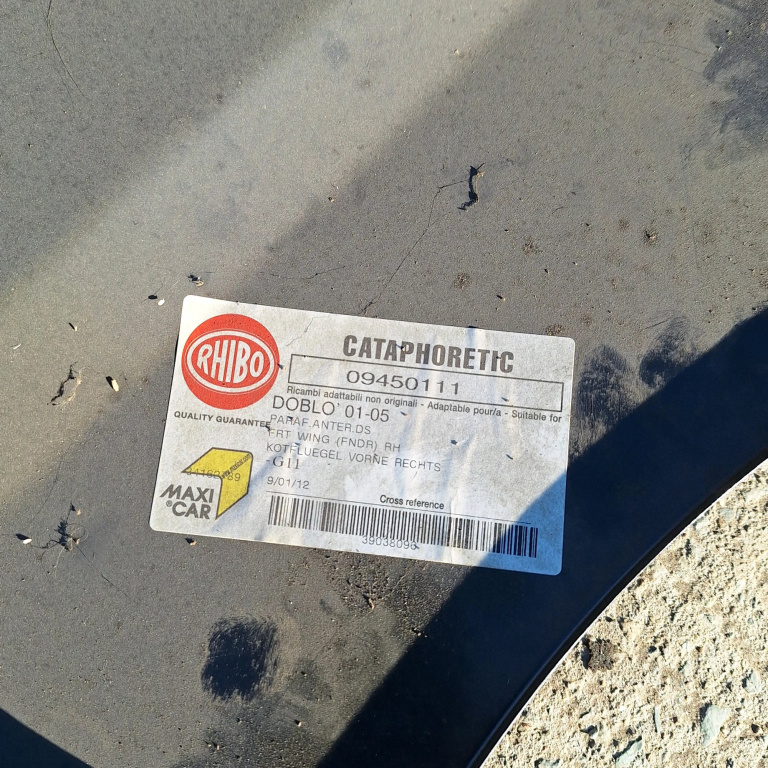 RHIBO
QUALITY GUARANTEE
MAXI
CAR
CATAPHORETIC
09450111
Ricambi adattabili non originali - Adaptable pour/a - Suitable for
DOBLO' 01-05
PARAF.ANTER.DS
FRT WING (FNDR) RH
KOTFLUEGEL VORNE RECHTS
-G11
9/01/12
Cross reference
39038096